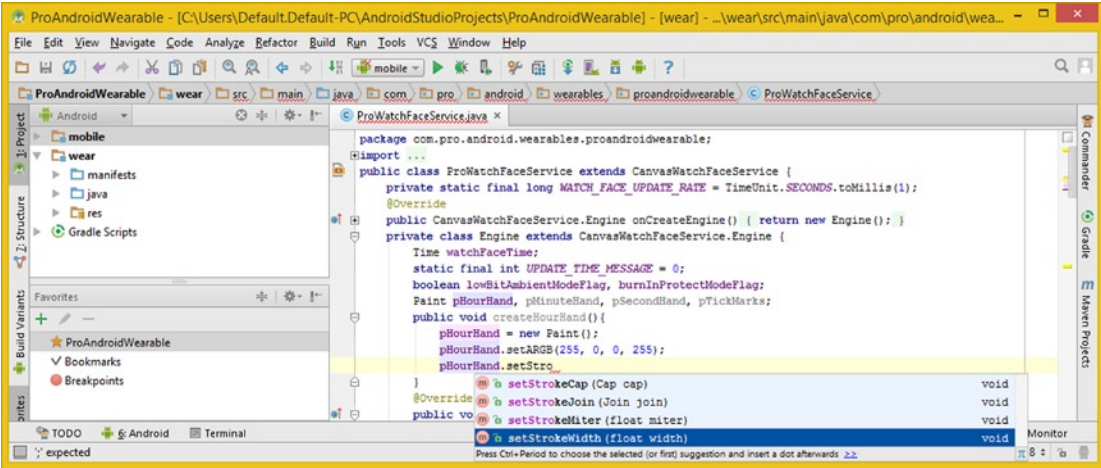 ProAndroidWearable - [C:\Users\Default.Default-PC\AndroidStudioProjects\ProAndroidWearable] - [wear] - ...\wear\src\main\java\com\pro\android\wea...
File Edit View Navigate Code Analyze Refactor Build Run Tools VCS Window Help
mobile
ProAndroidWearable wear src main java com pro android wearables proandroidwearable ProWatchFaceService
1: Project
Z: Structure
Build Variants
Android
mobile
wear
manifests
java
res
Gradle Scripts
Favorites
ProAndroidWearable
Bookmarks
Breakpoints
ProWatchFaceService.java
package com.pro.android.wearables.proandroidwearable;
import ...
public class ProWatchFaceService extends CanvasWatchFaceService {
private static final long WATCH_FACE_UPDATE_RATE = TimeUnit.SECONDS.toMillis(1);
@Override
public CanvasWatchFaceService.Engine onCreateEngine() { return new Engine(); }
private class Engine extends CanvasWatchFaceService.Engine {
Time watchFaceTime;
static final int UPDATE_TIME_MESSAGE = 0;
boolean lowBitAmbientModeFlag, burnInProtectModeFlag;
Paint pHourHand, pMinuteHand, pSecondHand, pTickMarks;
public void createHourHand(){
pHourHand = new Paint();
pHourHand.setARGB(255, 0, 0, 255);
pHourHand.setStro
}
@Override
public vo
setStrokeCap(Cap cap) void
setStrokeJoin(Join join) void
setStrokeMiter(float miter) void
setStrokeWidth(float width) void
Press Ctrl+Period to choose the selected (or first) suggestion and insert a dot afterwards >>
Commander
Gradle
Maven Projects
TODO 6: Android Terminal
';' expected